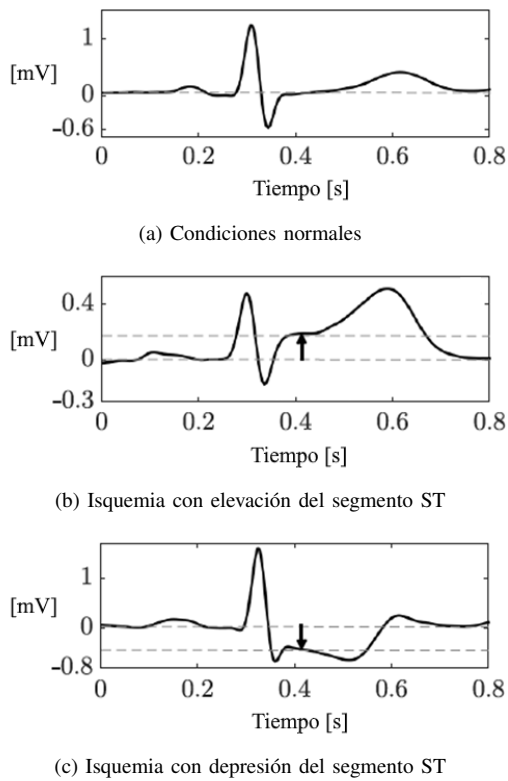 1
[mV]
0
-0.6
0 0.2 0.4 0.6 0.8
Tiempo [s]
(a) Condiciones normales
0.4
[mV]
0
-0.3
0 0.2 0.4 0.6 0.8
Tiempo [s]
(b) Isquemia con elevación del segmento ST
1
[mV]
0
-0.8
0 0.2 0.4 0.6 0.8
Tiempo [s]
(c) Isquemia con depresión del segmento ST